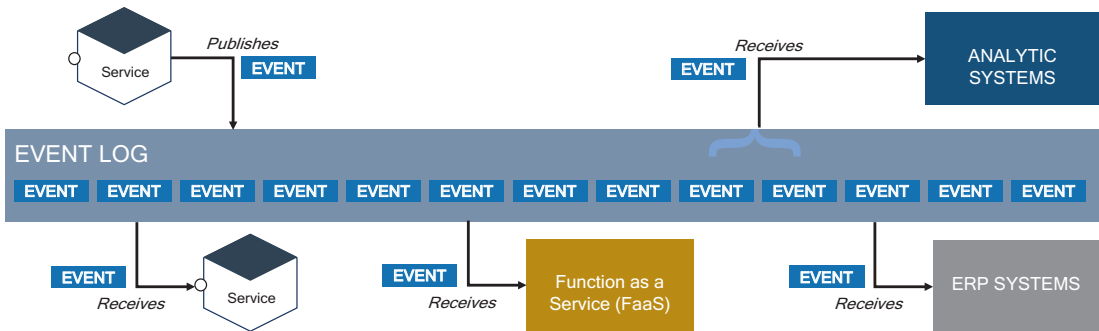 Publishes
Receives
Service
EVENT
EVENT
ANALYTIC
SYSTEMS
EVENT LOG
EVENT EVENT EVENT EVENT EVENT EVENT EVENT EVENT EVENT EVENT EVENT EVENT EVENT
EVENT
Receives
Service
EVENT
Receives
Function as a
Service (FaaS)
EVENT
Receives
ERP SYSTEMS